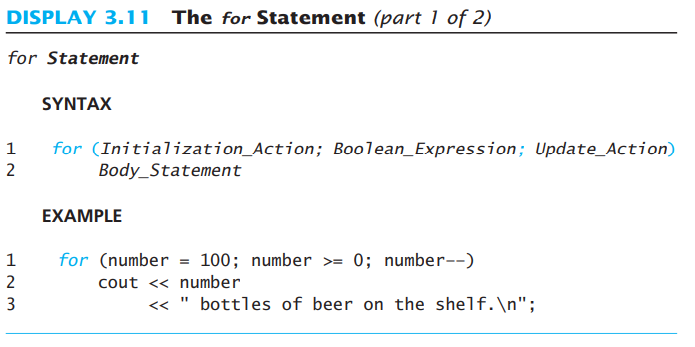 DISPLAY 3.11 The for Statement (part 1 of 2)
for Statement
SYNTAX
1 for (Initialization_Action; Boolean_Expression; Update_Action)
2 Body_Statement
EXAMPLE
1 for (number = 100; number >= 0; number--)
2 cout << number
3 << " bottles of beer on the shelf.\n";